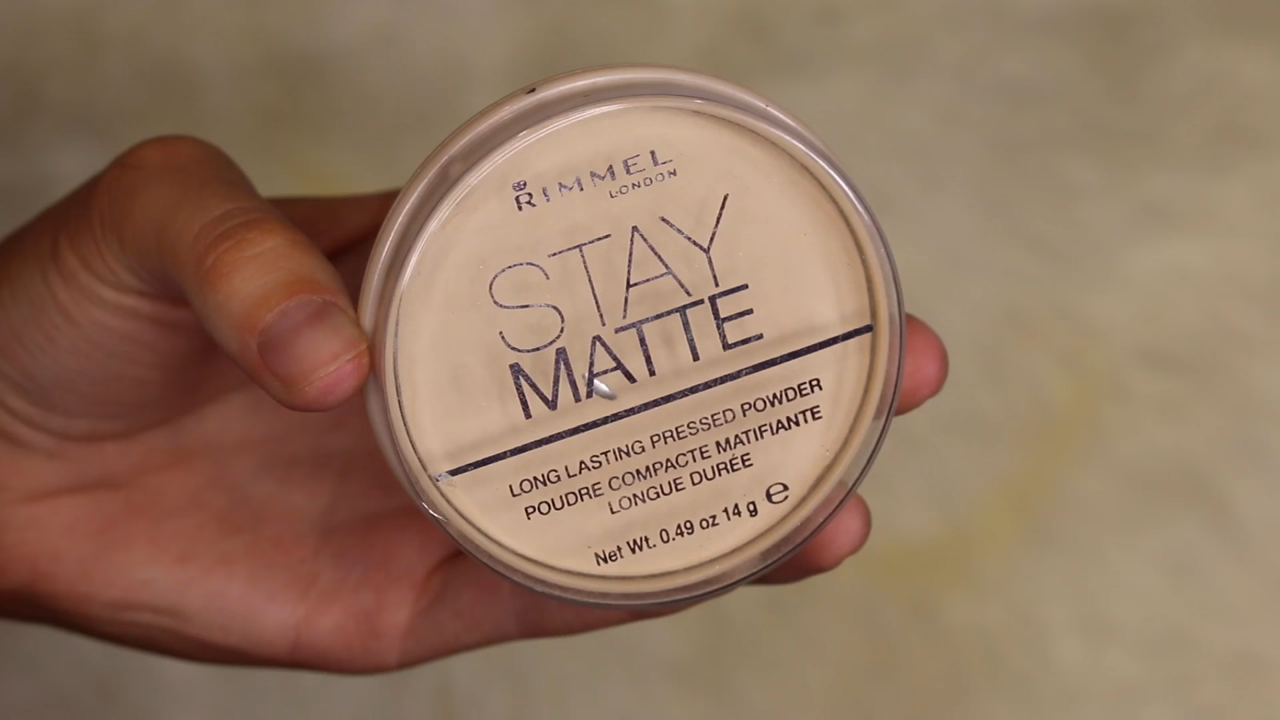 RIMMEL
LONDON
STAY
MATTE
LONG LASTING PRESSED POWDER
POUDRE COMPACTE MATIFIANTE
LONGUE DURÉE
Net Wt. 0.49 oz 14 g ℮